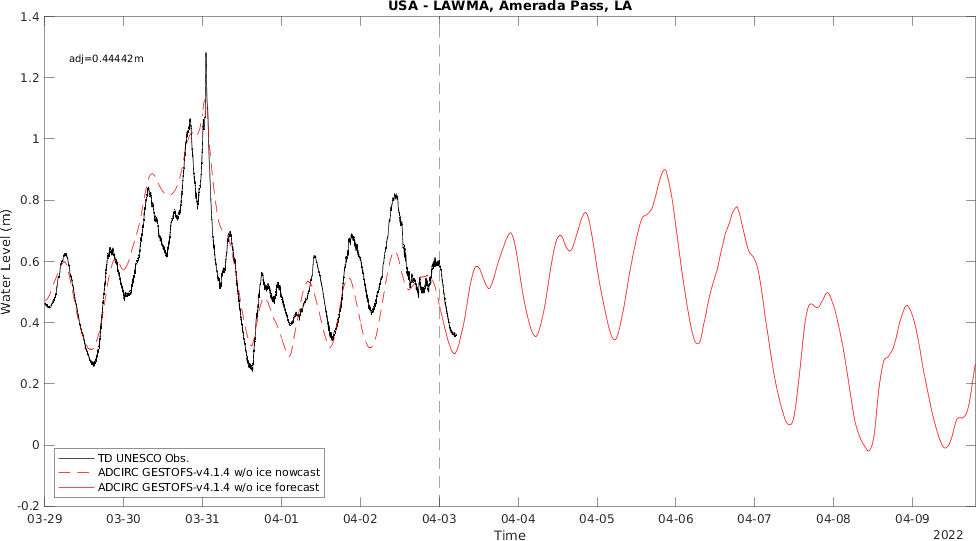 USA - LAWMA, Amerada Pass, LA
1.4
1.2
1
0.8
0.6
0.4
0.2
0
-0.2
Water Level (m)
adj=0.44442m
TD UNESCO Obs.
ADCIRC GESTOFS-v4.1.4 w/o ice nowcast
ADCIRC GESTOFS-v4.1.4 w/o ice forecast
03-29 03-30 03-31 04-01 04-02 04-03 04-04 04-05 04-06 04-07 04-08 04-09
Time
2022